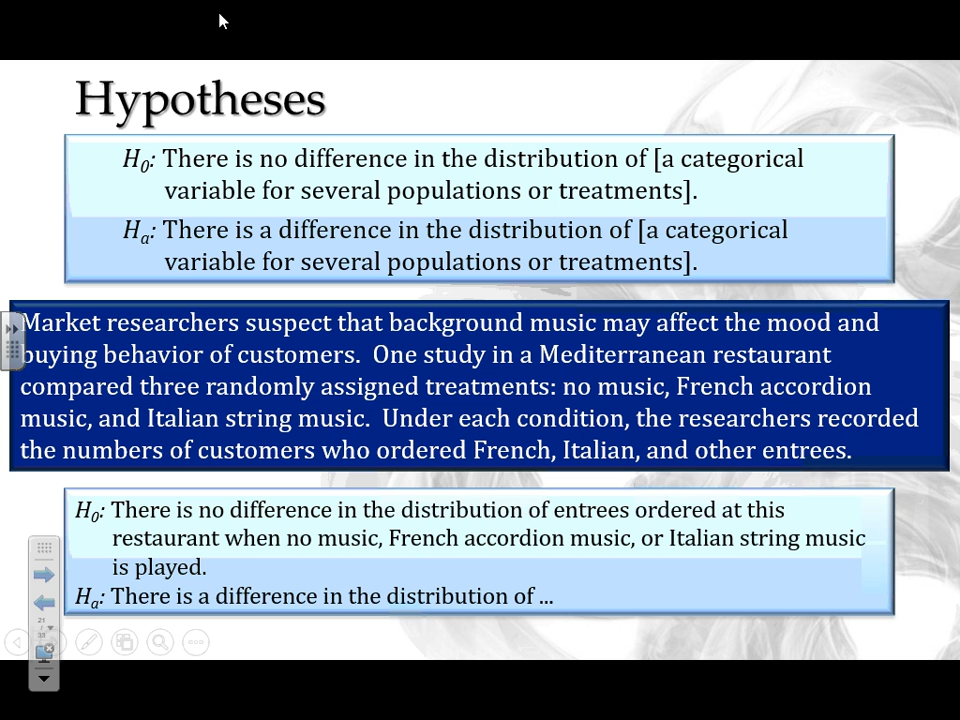 Hypotheses
H0: There is no difference in the distribution of [a categorical
variable for several populations or treatments].
Ha: There is a difference in the distribution of [a categorical
variable for several populations or treatments].
Market researchers suspect that background music may affect the mood and
buying behavior of customers.  One study in a Mediterranean restaurant
compared three randomly assigned treatments: no music, French accordion
music, and Italian string music.  Under each condition, the researchers recorded
the numbers of customers who ordered French, Italian, and other entrees.
H0: There is no difference in the distribution of entrees ordered at this
restaurant when no music, French accordion music, or Italian string music
is played.
Ha: There is a difference in the distribution of ...
21
/
33